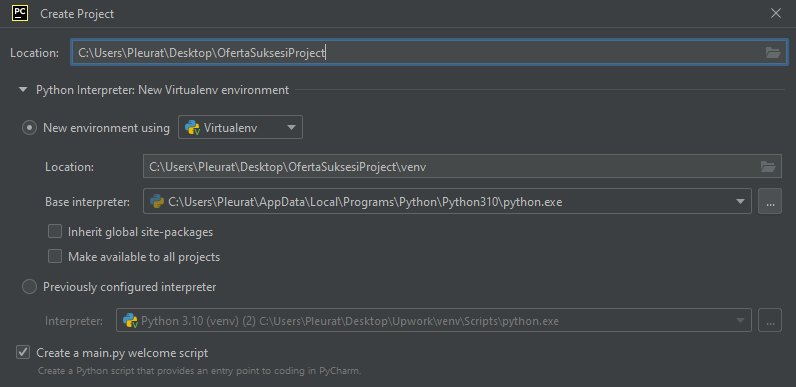 PC Create Project
Location: C:\Users\Pleurat\Desktop\OfertaSuksesiProject
Python Interpreter: New Virtualenv environment
New environment using Virtualenv
Location: C:\Users\Pleurat\Desktop\OfertaSuksesiProject\venv
Base interpreter: C:\Users\Pleurat\AppData\Local\Programs\Python\Python310\python.exe ...
Inherit global site-packages
Make available to all projects
Previously configured interpreter
Interpreter: Python 3.10 (venv) (2) C:\Users\Pleurat\Desktop\Upwork\venv\Scripts\python.exe ...
Create a main.py welcome script
Create a Python script that provides an entry point to coding in PyCharm.